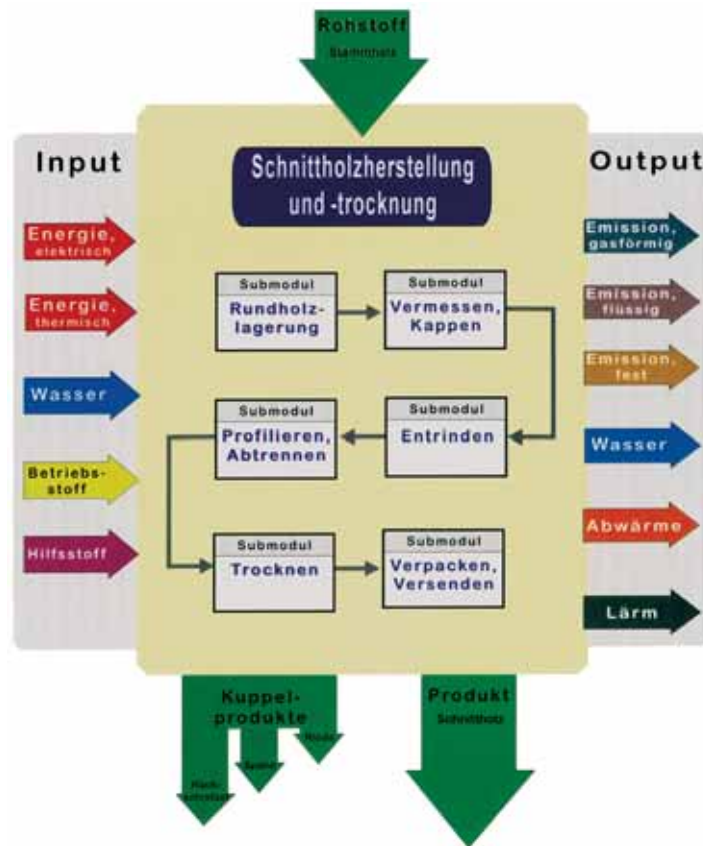 Rohstoff
Stammholz
Input
Output
Schnittholzherstellung
und -trocknung
Energie,
elektrisch
Energie,
thermisch
Wasser
Betriebs-
stoff
Hilfsstoff
Submodul
Rundholz-
lagerung
Submodul
Vermessen,
Kappen
Submodul
Profilieren,
Abtrennen
Submodul
Entrinden
Submodul
Trocknen
Submodul
Verpacken,
Versenden
Emission,
gasförmig
Emission,
flüssig
Emission,
fest
Wasser
Abwärme
Lärm
Kuppel-
produkte
Rinde
Späne
Hack-
Produkt
Schnittholz